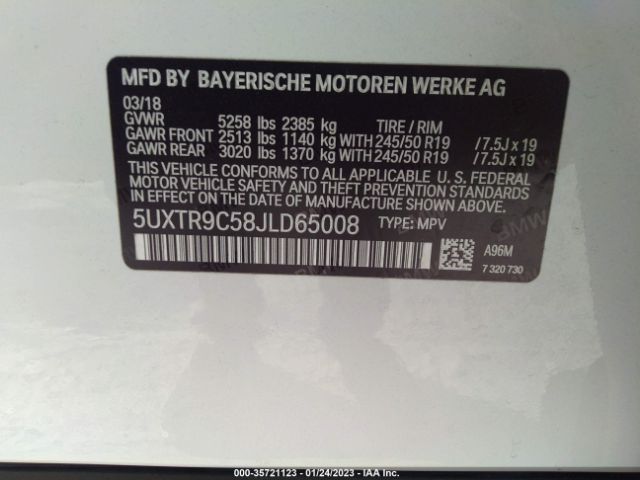 MFD BY BAYERISCHE MOTOREN WERKE AG
03/18
GVWR 5258 lbs 2385 kg TIRE / RIM
GAWR FRONT 2513 lbs 1140 kg WITH 245/50 R19 / 7.5J x 19
GAWR REAR 3020 lbs 1370 kg WITH 245/50 R19 / 7.5J x 19
THIS VEHICLE CONFORMS TO ALL APPLICABLE U. S. FEDERAL
MOTOR VEHICLE SAFETY AND THEFT PREVENTION STANDARDS
IN EFFECT ON THE DATE OF MANUFACTURE SHOWN ABOVE.
5UXTR9C58JLD65008 TYPE: MPV
A96M
7 320 730
BMW
000-35721123 - 01/24/2023 - IAA Inc.